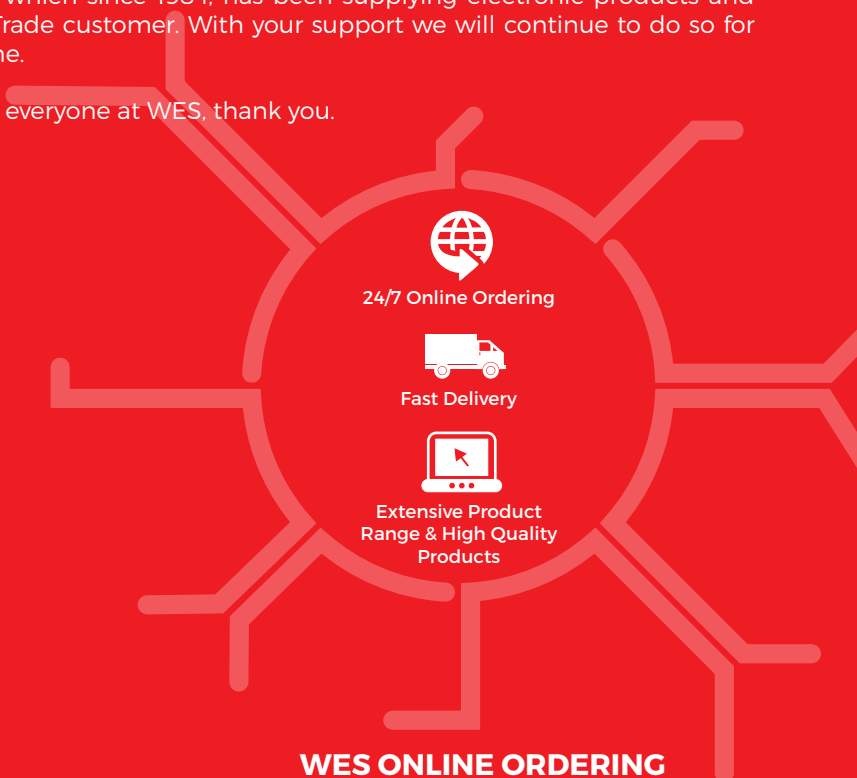 which since 1984, has been supplying electronic products and
Trade customer. With your support we will continue to do so for
ne.
everyone at WES, thank you.
24/7 Online Ordering
Fast Delivery
Extensive Product
Range & High Quality
Products
WES ONLINE ORDERING